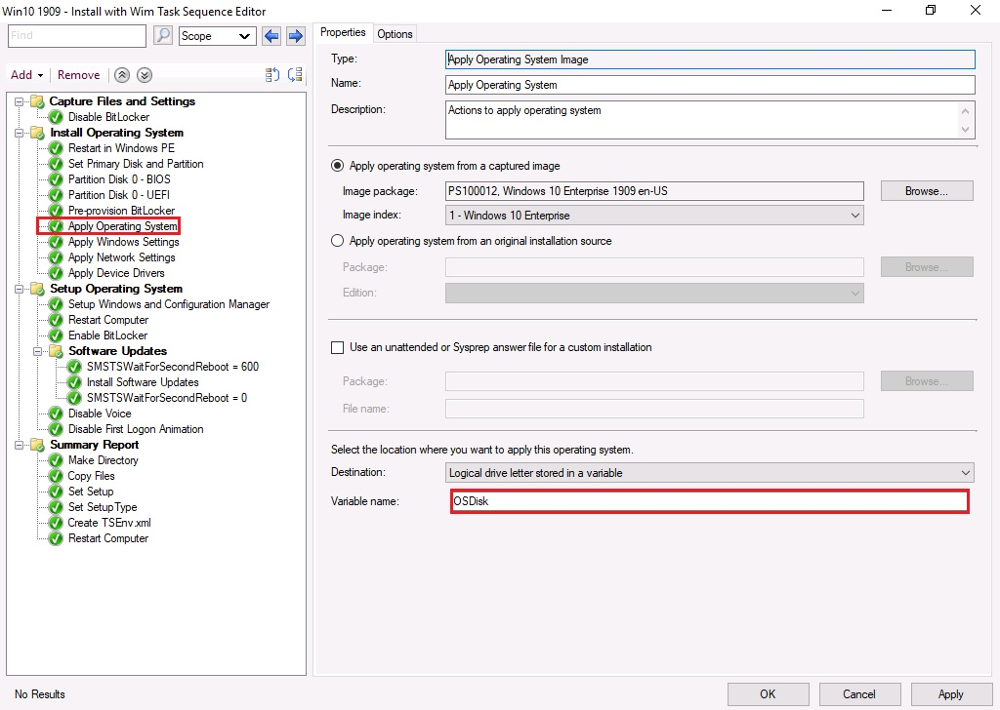 Win10 1909 - Install with Wim Task Sequence Editor
Find
Scope
Add
Remove
Capture Files and Settings
Disable BitLocker
Install Operating System
Restart in Windows PE
Set Primary Disk and Partition
Partition Disk 0 - BIOS
Partition Disk 0 - UEFI
Pre-provision BitLocker
Apply Operating System
Apply Windows Settings
Apply Network Settings
Apply Device Drivers
Setup Operating System
Setup Windows and Configuration Manager
Restart Computer
Enable BitLocker
Software Updates
SMSTSWaitForSecondReboot = 600
Install Software Updates
SMSTSWaitForSecondReboot = 0
Disable Voice
Disable First Logon Animation
Summary Report
Make Directory
Copy Files
Set Setup
Set SetupType
Create TSEnv.xml
Restart Computer
No Results
Properties Options
Type: Apply Operating System Image
Name: Apply Operating System
Description: Actions to apply operating system
Apply operating system from a captured image
Image package: PS100012, Windows 10 Enterprise 1909 en-US Browse...
Image index: 1 - Windows 10 Enterprise
Apply operating system from an original installation source
Package: Browse...
Edition:
Use an unattended or Sysprep answer file for a custom installation
Package: Browse...
File name:
Select the location where you want to apply this operating system.
Destination: Logical drive letter stored in a variable
Variable name: OSDisk
OK Cancel Apply